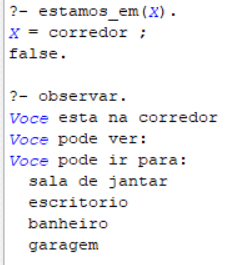 ?- estamos_em(X).
X = corredor ;
false.
?- observar.
Voce esta na corredor
Voce pode ver:
Voce pode ir para:
sala de jantar
escritorio
banheiro
garagem